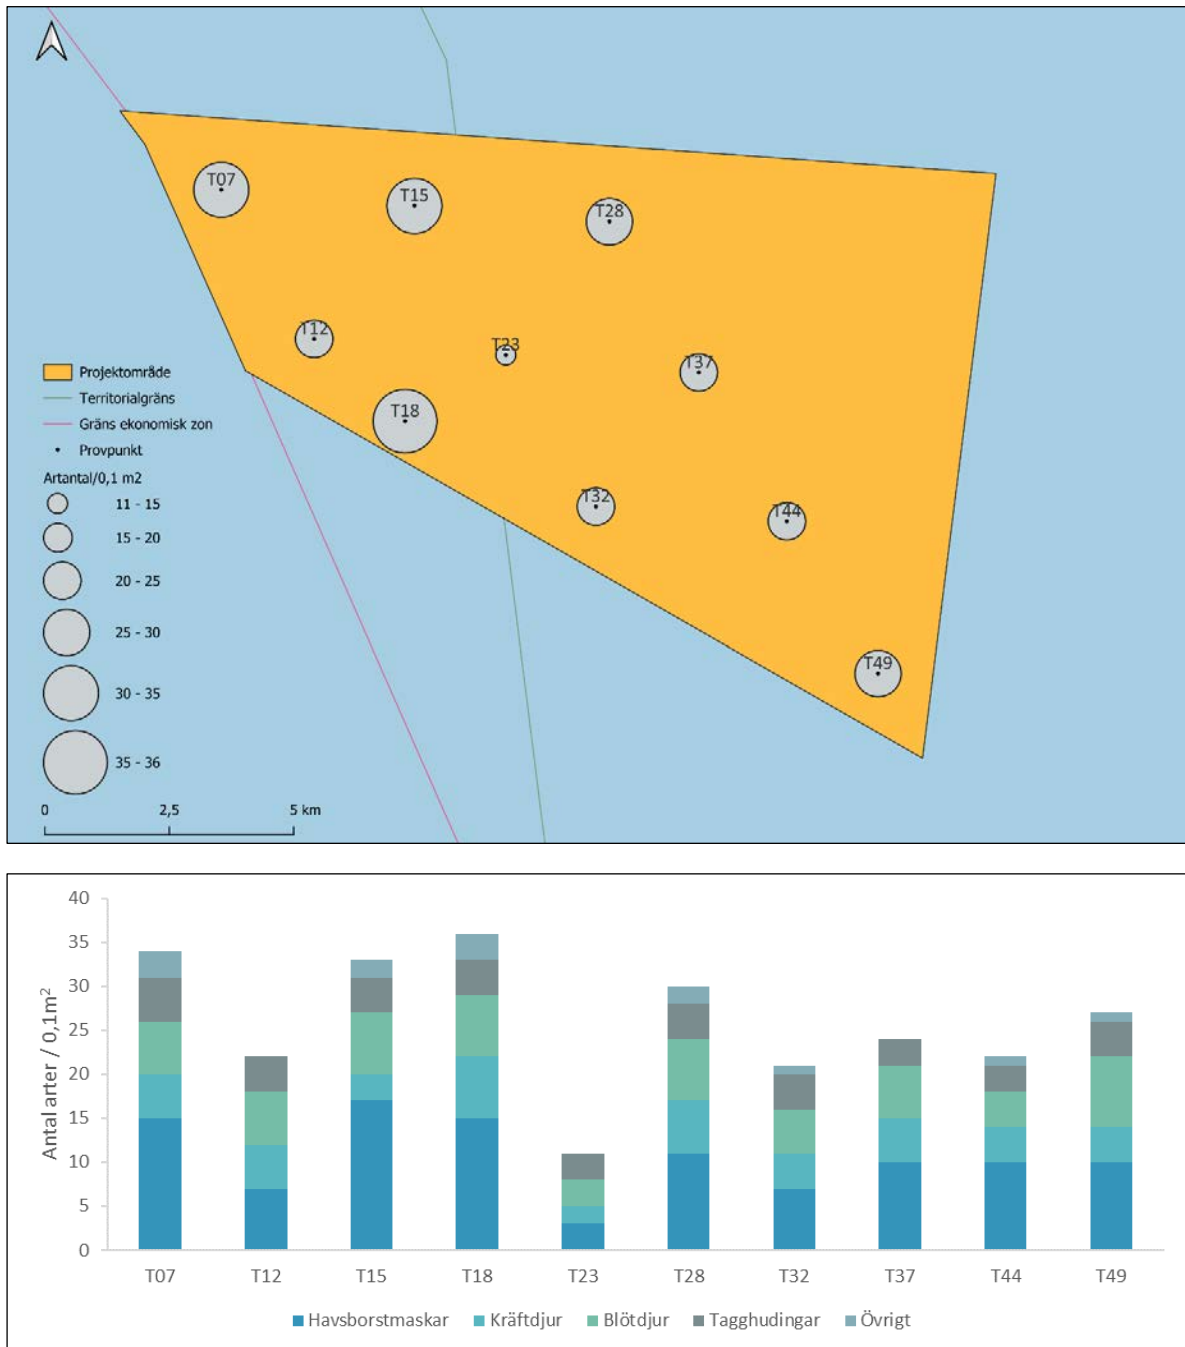 T07
T15
T28
T12
T23
T37
T18
T32
T44
T49
Projektområde
Territorialgräns
Gräns ekonomisk zon
Provpunkt
Artantal/0,1 m2
11 - 15
15 - 20
20 - 25
25 - 30
30 - 35
35 - 36
0 2,5 5 km
Antal arter / 0,1m²
40
35
30
25
20
15
10
5
0
T07 T12 T15 T18 T23 T28 T32 T37 T44 T49
Havsborstmaskar Kräftdjur Blötdjur Tagghudingar Övrigt